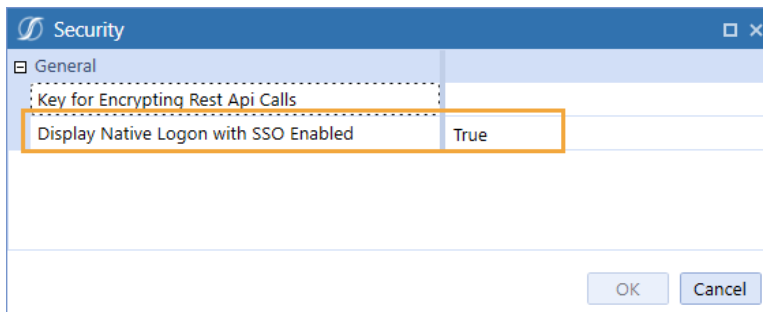 Security
General
Key for Encrypting Rest Api Calls
Display Native Logon with SSO Enabled True
OK Cancel